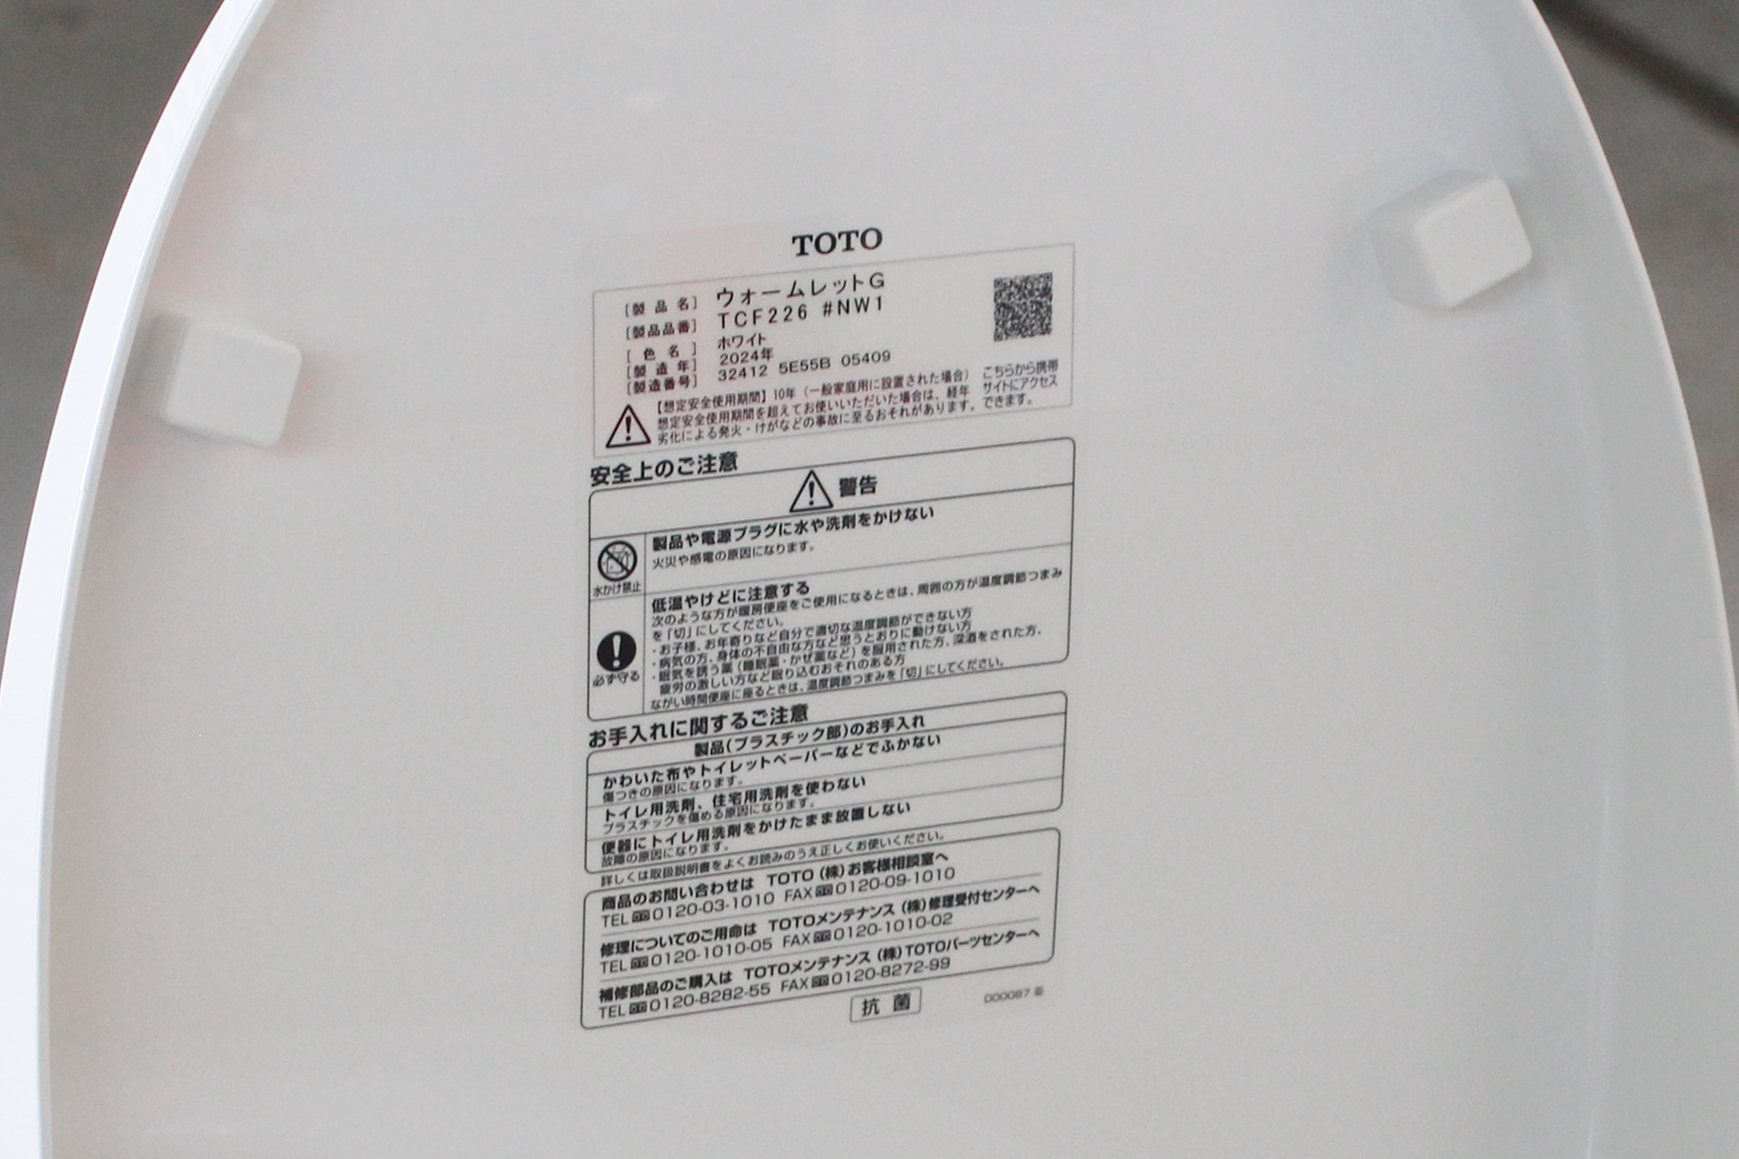 TOTO
[製品名] ウォームレットG
[製品品番] TCF226 #NW1
[色名] ホワイト
[製造年] 2024年
[製造番号] 32412 5E55B 05409
【想定安全使用期間】10年（一般家庭用に設置された場合）
想定安全使用期間を超えてお使いいただいた場合は、経年
劣化による発火・けがなどの事故に至るおそれがあります。
こちらから携帯
サイトにアクセス
できます。
安全上のご注意
警告
水かけ禁止
製品や電源プラグに水や洗剤をかけない
火災や感電の原因になります。
必ず守る
低温やけどに注意する
次のような方が暖房便座をご使用になるときは、周囲の方が温度調節つまみ
を「切」にしてください。
・お子様、お年寄りなど自分で適切な温度調節ができない方
・病気の方、身体の不自由な方など思うとおりに動けない方
・眠気を誘う薬（睡眠薬・かぜ薬など）を服用された方、深酒をされた方、
疲労の激しい方など眠り込むおそれのある方
ながい時間便座に座るときは、温度調節つまみを「切」にしてください。
お手入れに関するご注意
製品（プラスチック部）のお手入れ
かわいた布やトイレットペーパーなどでふかない
傷つきの原因になります。
トイレ用洗剤、住宅用洗剤を使わない
プラスチックを傷める原因になります。
便器にトイレ用洗剤をかけたまま放置しない
故障の原因になります。
詳しくは取扱説明書をよくお読みのうえ正しくお使いください。
商品のお問い合わせは TOTO（株）お客様相談室へ
TEL 0120-03-1010 FAX 0120-09-1010
修理についてのご用命は TOTOメンテナンス（株）修理受付センターへ
TEL 0120-1010-05 FAX 0120-1010-02
補修部品のご購入は TOTOメンテナンス（株）TOTOパーツセンターへ
TEL 0120-8282-55 FAX 0120-8272-99
抗菌
D00087